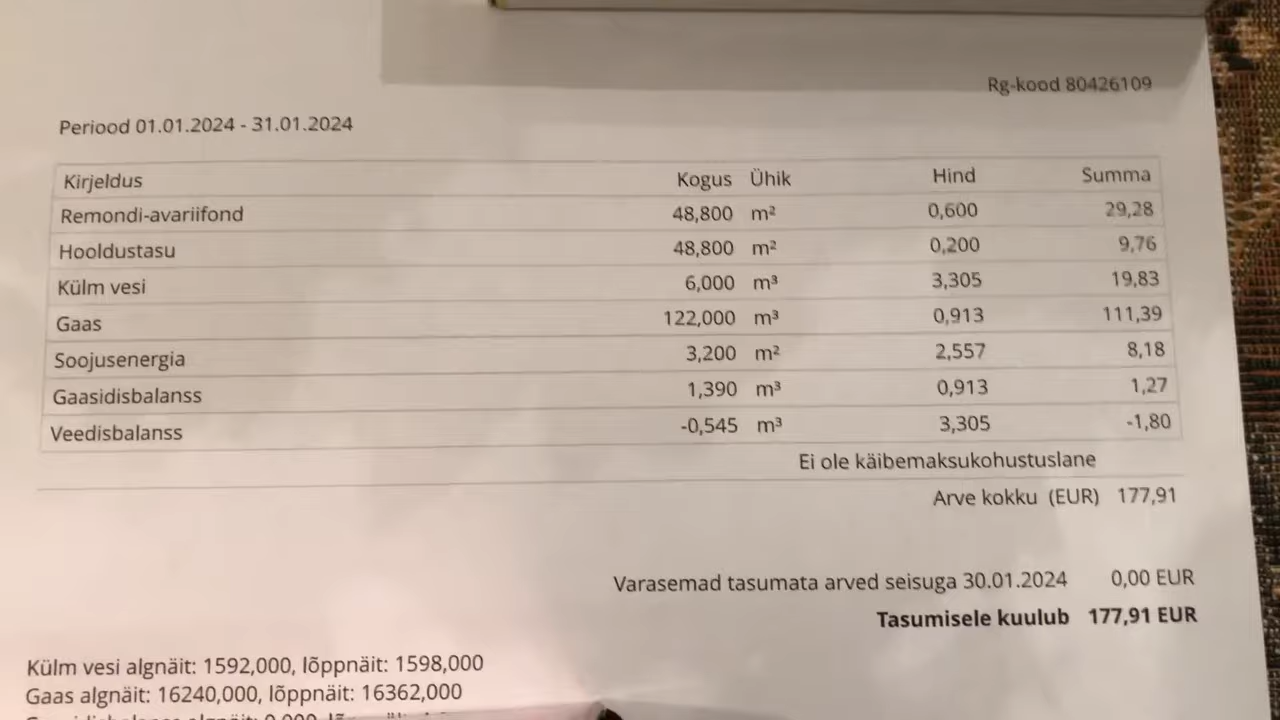 Rg-kood 80426109
Periood 01.01.2024 - 31.01.2024
Kirjeldus Kogus Ühik Hind Summa
Remondi-avariifond 48,800 m² 0,600 29,28
Hooldustasu 48,800 m² 0,200 9,76
Külm vesi 6,000 m³ 3,305 19,83
Gaas 122,000 m³ 0,913 111,39
Soojusenergia 3,200 m² 2,557 8,18
Gaasidisbalanss 1,390 m³ 0,913 1,27
Veedisbalanss -0,545 m³ 3,305 -1,80
Ei ole käibemaksukohustuslane
Arve kokku (EUR) 177,91
Varasemad tasumata arved seisuga 30.01.2024 0,00 EUR
Tasumisele kuulub 177,91 EUR
Külm vesi algnäit: 1592,000, lõppnäit: 1598,000
Gaas algnäit: 16240,000, lõppnäit: 16362,000